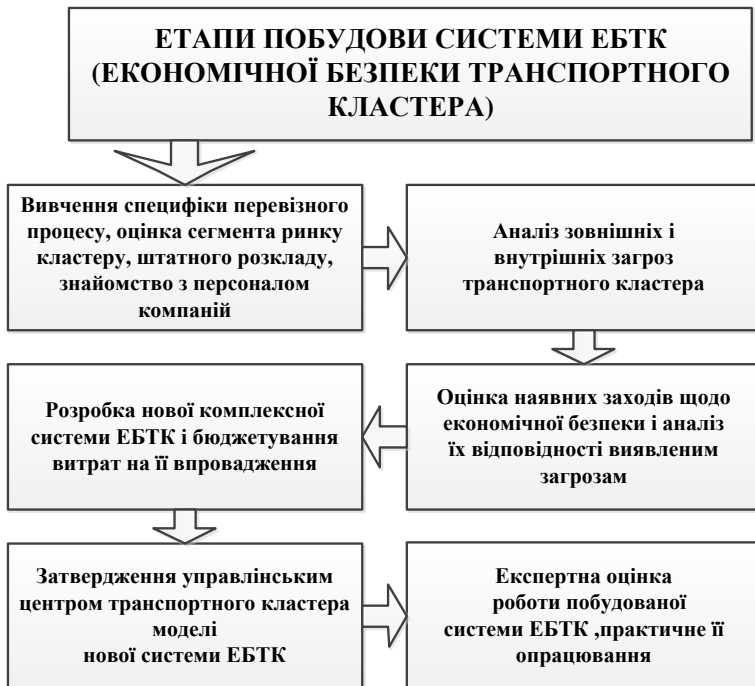 ЕТАПИ ПОБУДОВИ СИСТЕМИ ЕБТК
(ЕКОНОМІЧНОЇ БЕЗПЕКИ ТРАНСПОРТНОГО
КЛАСТЕРА)
Вивчення специфіки перевізного
процесу, оцінка сегмента ринку
кластеру, штатного розкладу,
знайомство з персоналом
компаній
Аналіз зовнішніх і
внутрішніх загроз
транспортного кластера
Оцінка наявних заходів щодо
економічної безпеки і аналіз
їх відповідності виявленим
загрозам
Розробка нової комплексної
системи ЕБТК і бюджетування
витрат на її впровадження
Затвердження управлінським
центром транспортного кластера
моделі
нової системи ЕБТК
Експертна оцінка
роботи побудованої
системи ЕБТК ,практичне її
опрацювання